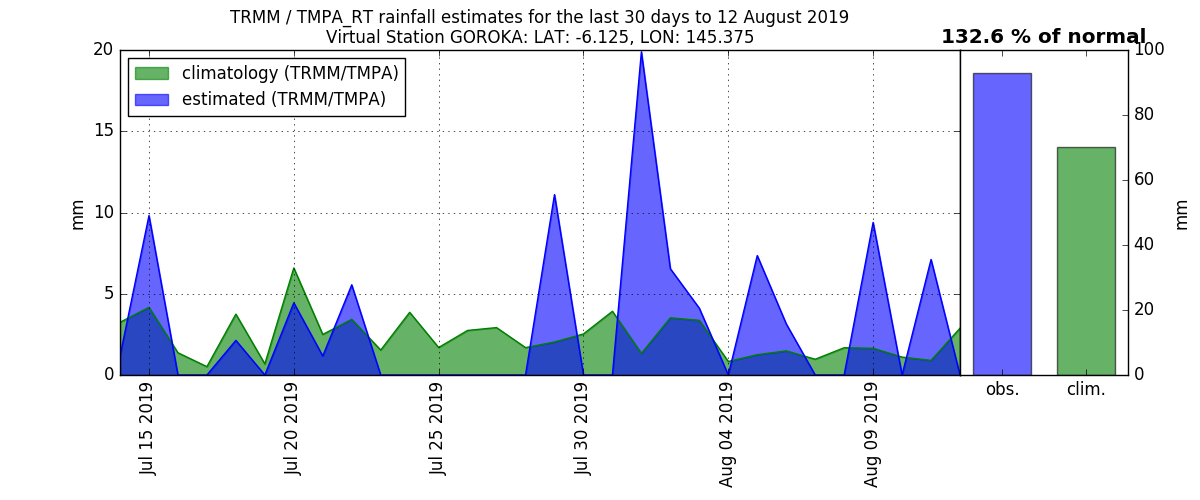 TRMM / TMPA_RT rainfall estimates for the last 30 days to 12 August 2019
Virtual Station GOROKA: LAT: -6.125, LON: 145.375
132.6 % of normal
climatology (TRMM/TMPA)
estimated (TRMM/TMPA)
mm
20
15
10
5
0
Jul 15 2019
Jul 20 2019
Jul 25 2019
Jul 30 2019
Aug 04 2019
Aug 09 2019
obs.
clim.
100
80
60
40
20
0
mm